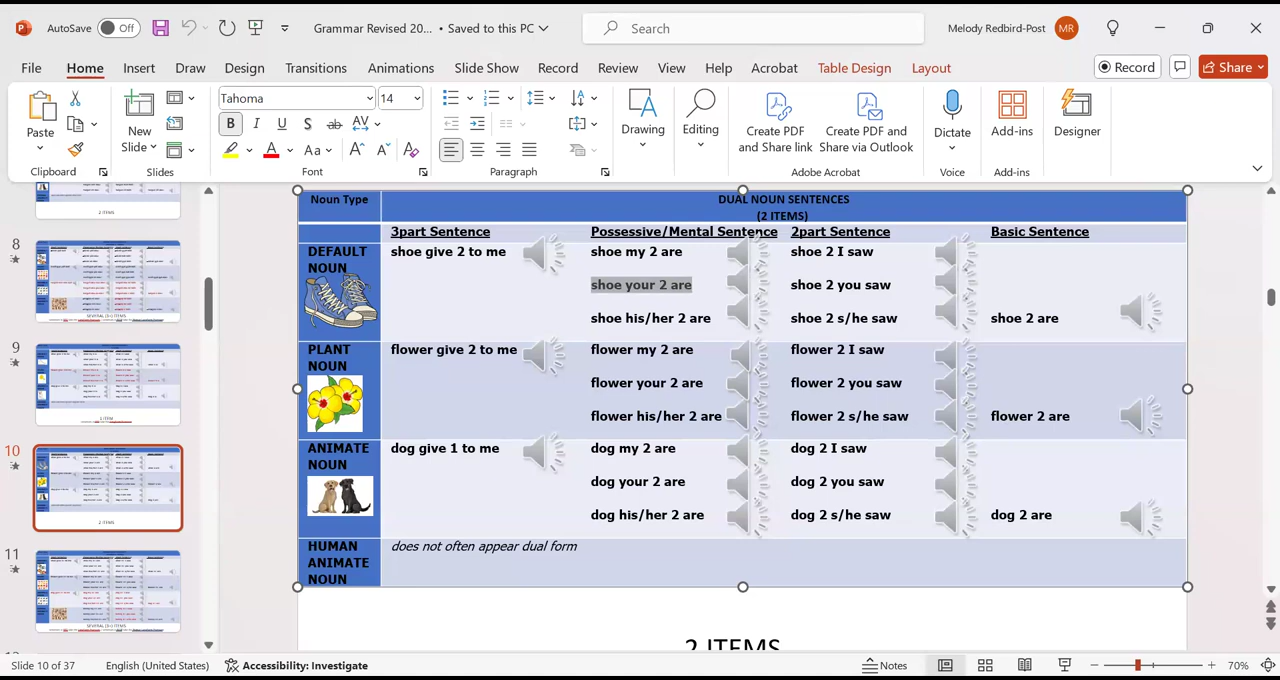 AutoSave Off Grammar Revised 20... • Saved to this PC Search Melody Redbird-Post MR
File Home Insert Draw Design Transitions Animations Slide Show Record Review View Help Acrobat Table Design Layout Record Share
Tahoma 14
Paste New Slide Drawing Editing Create PDF and Share link Create PDF and Share via Outlook Dictate Add-ins Designer
Clipboard Slides Font Paragraph Adobe Acrobat Voice Add-ins
Noun Type DUAL NOUN SENTENCES
(2 ITEMS)
3part Sentence Possessive/Mental Sentence 2part Sentence Basic Sentence
DEFAULT NOUN shoe give 2 to me shoe my 2 are shoe 2 I saw
shoe your 2 are shoe 2 you saw
shoe his/her 2 are shoe 2 s/he saw shoe 2 are
PLANT NOUN flower give 2 to me flower my 2 are flower 2 I saw
flower your 2 are flower 2 you saw
flower his/her 2 are flower 2 s/he saw flower 2 are
ANIMATE NOUN dog give 1 to me dog my 2 are dog 2 I saw
dog your 2 are dog 2 you saw
dog his/her 2 are dog 2 s/he saw dog 2 are
HUMAN ANIMATE NOUN does not often appear dual form
2 ITEMS
8
9
10
11
Slide 10 of 37 English (United States) Accessibility: Investigate Notes 70%